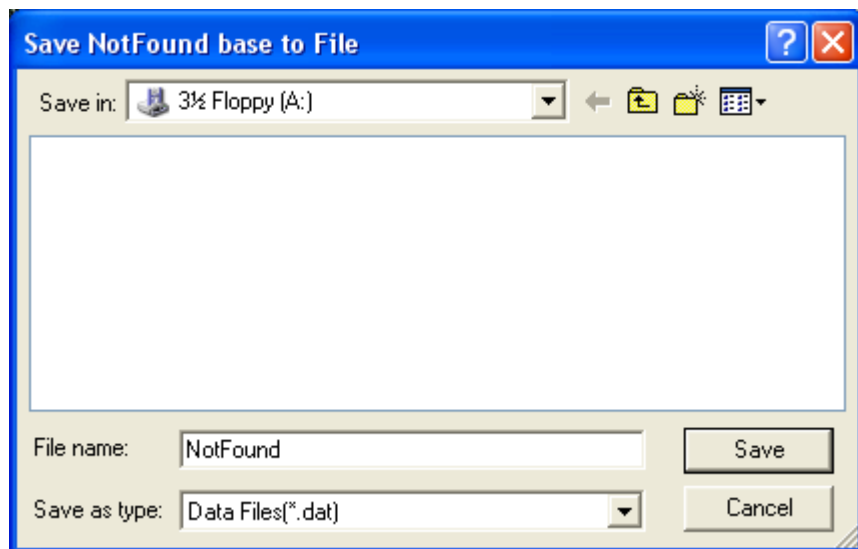 Save NotFound base to File
Save in: 3½ Floppy (A:)
File name: NotFound Save
Save as type: Data Files(*.dat) Cancel